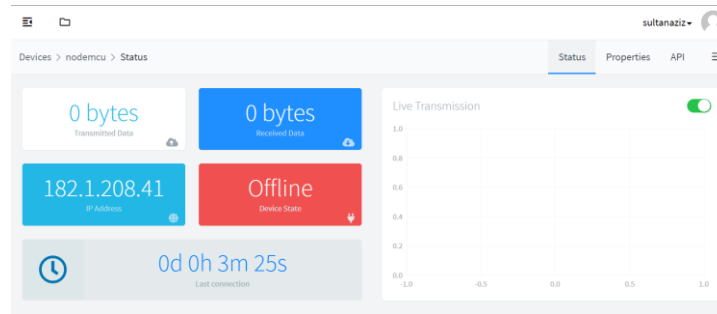 sultanaziz
Devices > nodemcu > Status
Status Properties API
0 bytes
Transmitted Data
0 bytes
Received Data
182.1.208.41
IP Address
Offline
Device State
0d 0h 3m 25s
Last connection
Live Transmission
1.0
0.8
0.6
0.4
0.2
0.0
-1.0 -0.5 0.0 0.5 1.0